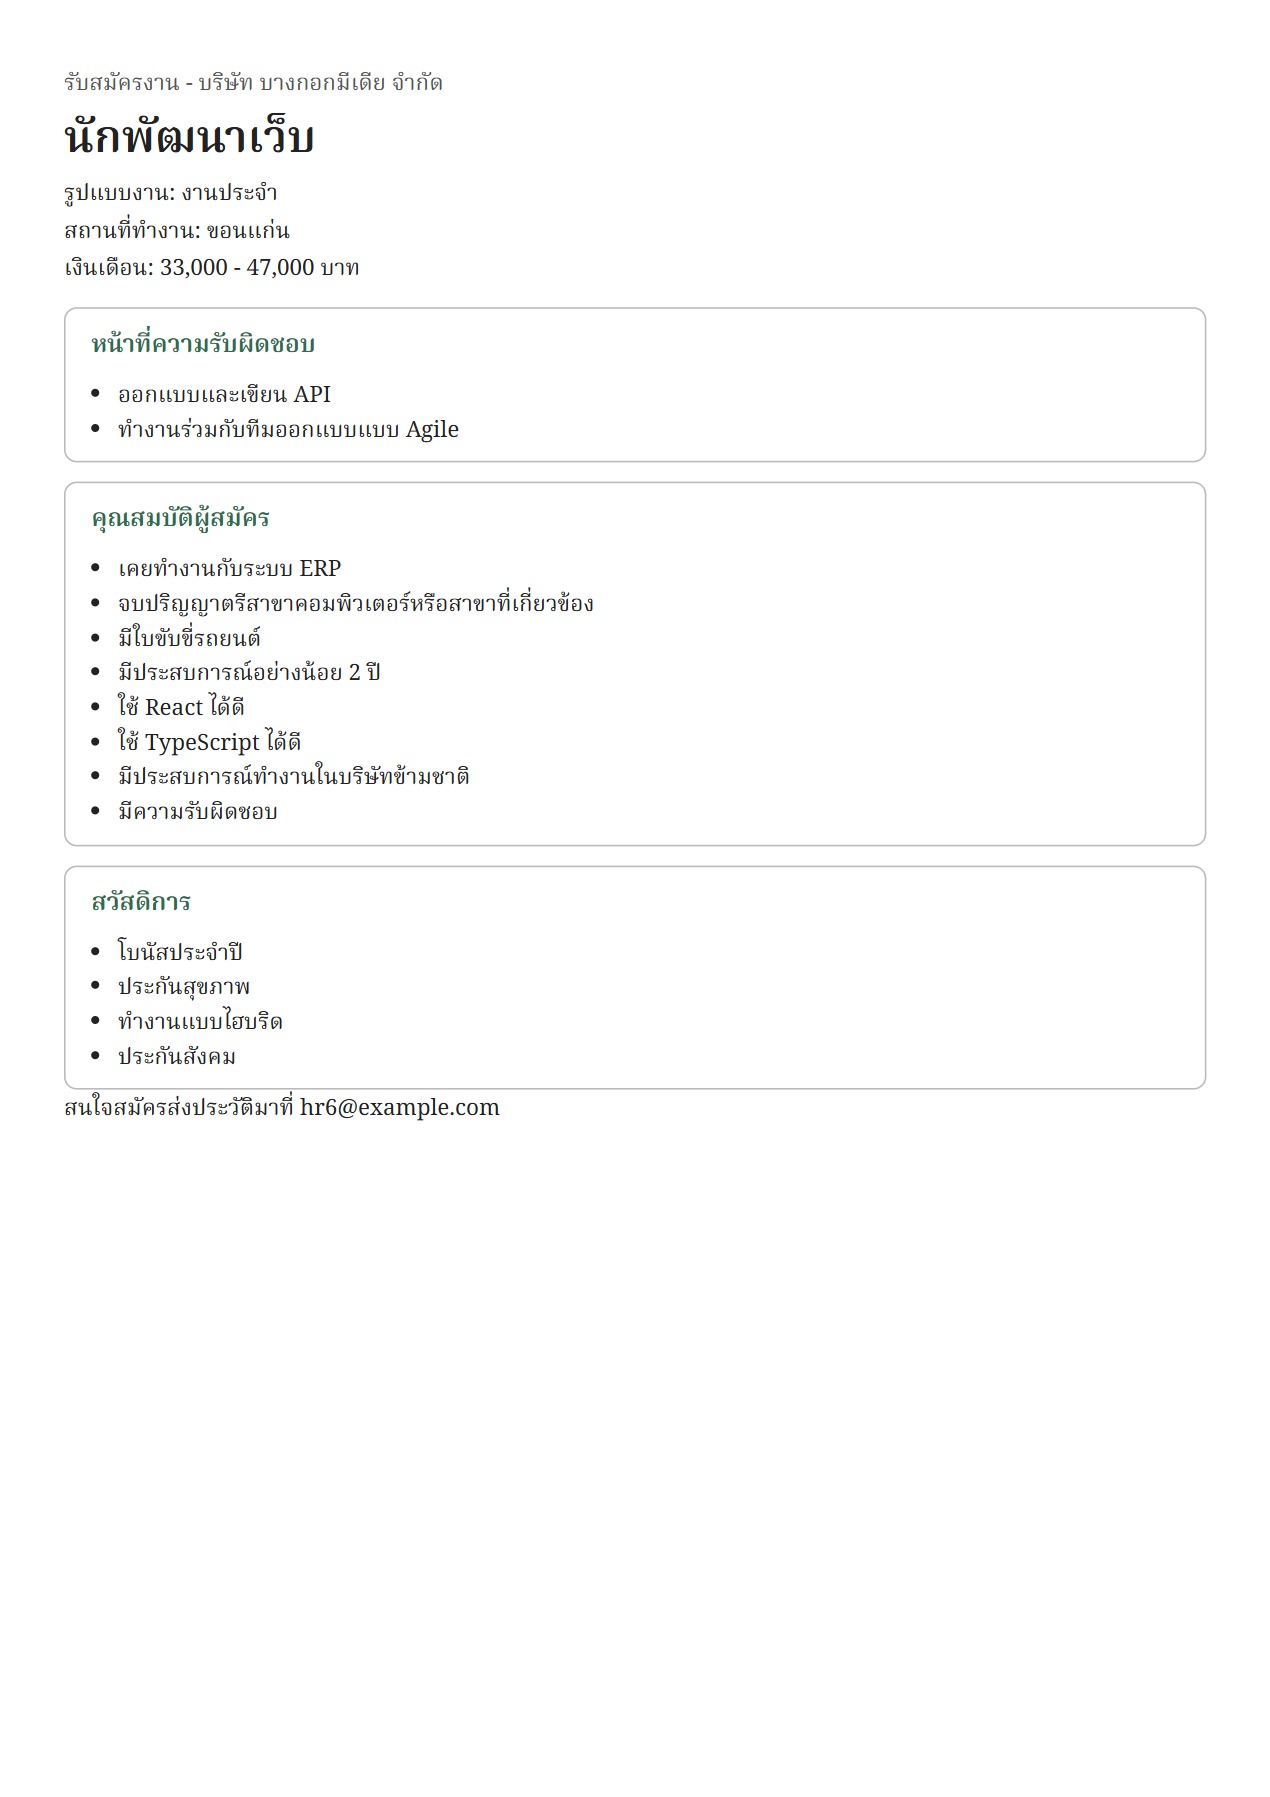 รับสมัครงาน - บริษัท บางกอกมีเดีย จำกัด
นักพัฒนาเว็บ
รูปแบบงาน: งานประจำ
สถานที่ทำงาน: ขอนแก่น
เงินเดือน: 33,000 - 47,000 บาท
หน้าที่ความรับผิดชอบ
• ออกแบบและเขียน API
• ทำงานร่วมกับทีมออกแบบแบบ Agile
คุณสมบัติผู้สมัคร
• เคยทำงานกับระบบ ERP
• จบปริญญาตรีสาขาคอมพิวเตอร์หรือสาขาที่เกี่ยวข้อง
• มีใบขับขี่รถยนต์
• มีประสบการณ์อย่างน้อย 2 ปี
• ใช้ React ได้ดี
• ใช้ TypeScript ได้ดี
• มีประสบการณ์ทำงานในบริษัทข้ามชาติ
• มีความรับผิดชอบ
สวัสดิการ
• โบนัสประจำปี
• ประกันสุขภาพ
• ทำงานแบบไฮบริด
• ประกันสังคม
สนใจสมัครส่งประวัติมาที่ hr6@example.com